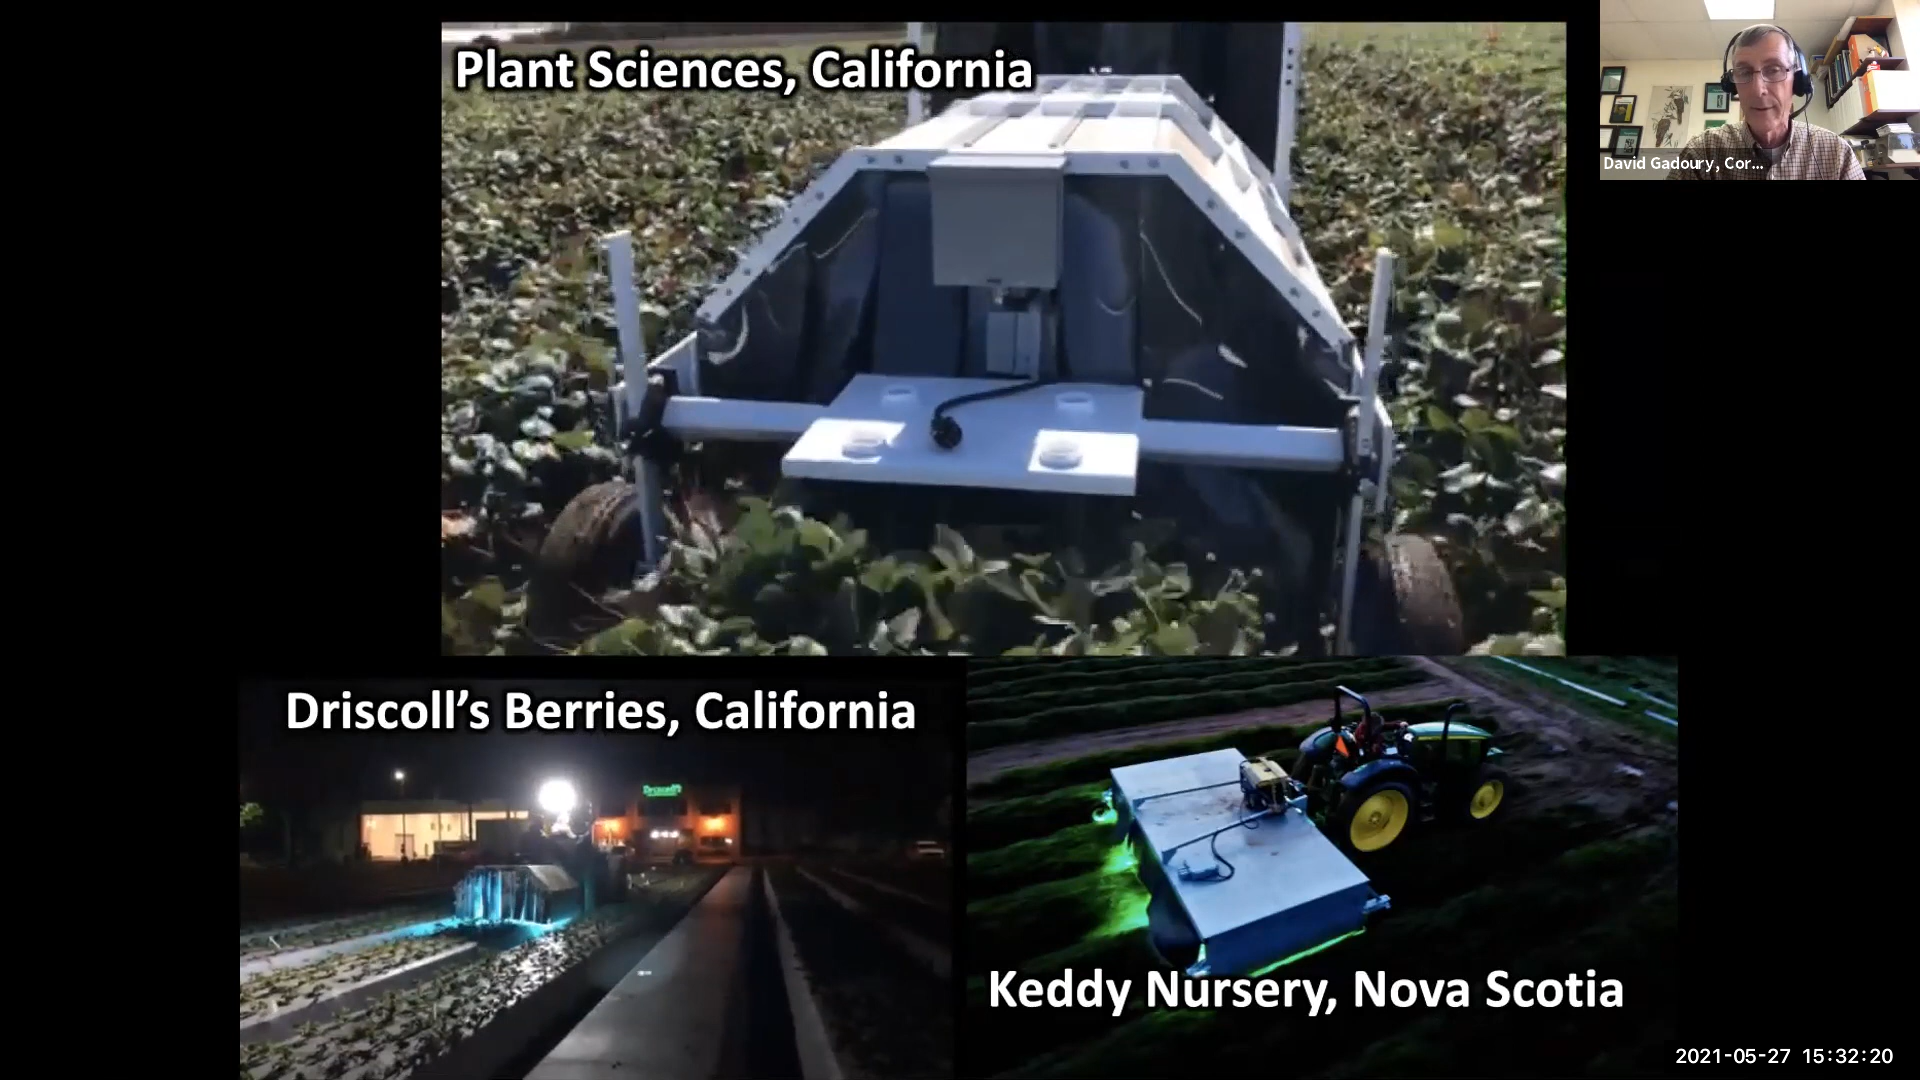 Plant Sciences, California
David Gadoury, Cor...
Driscoll's Berries, California
Driscoll's
Keddy Nursery, Nova Scotia
2021-05-27 15:32:20